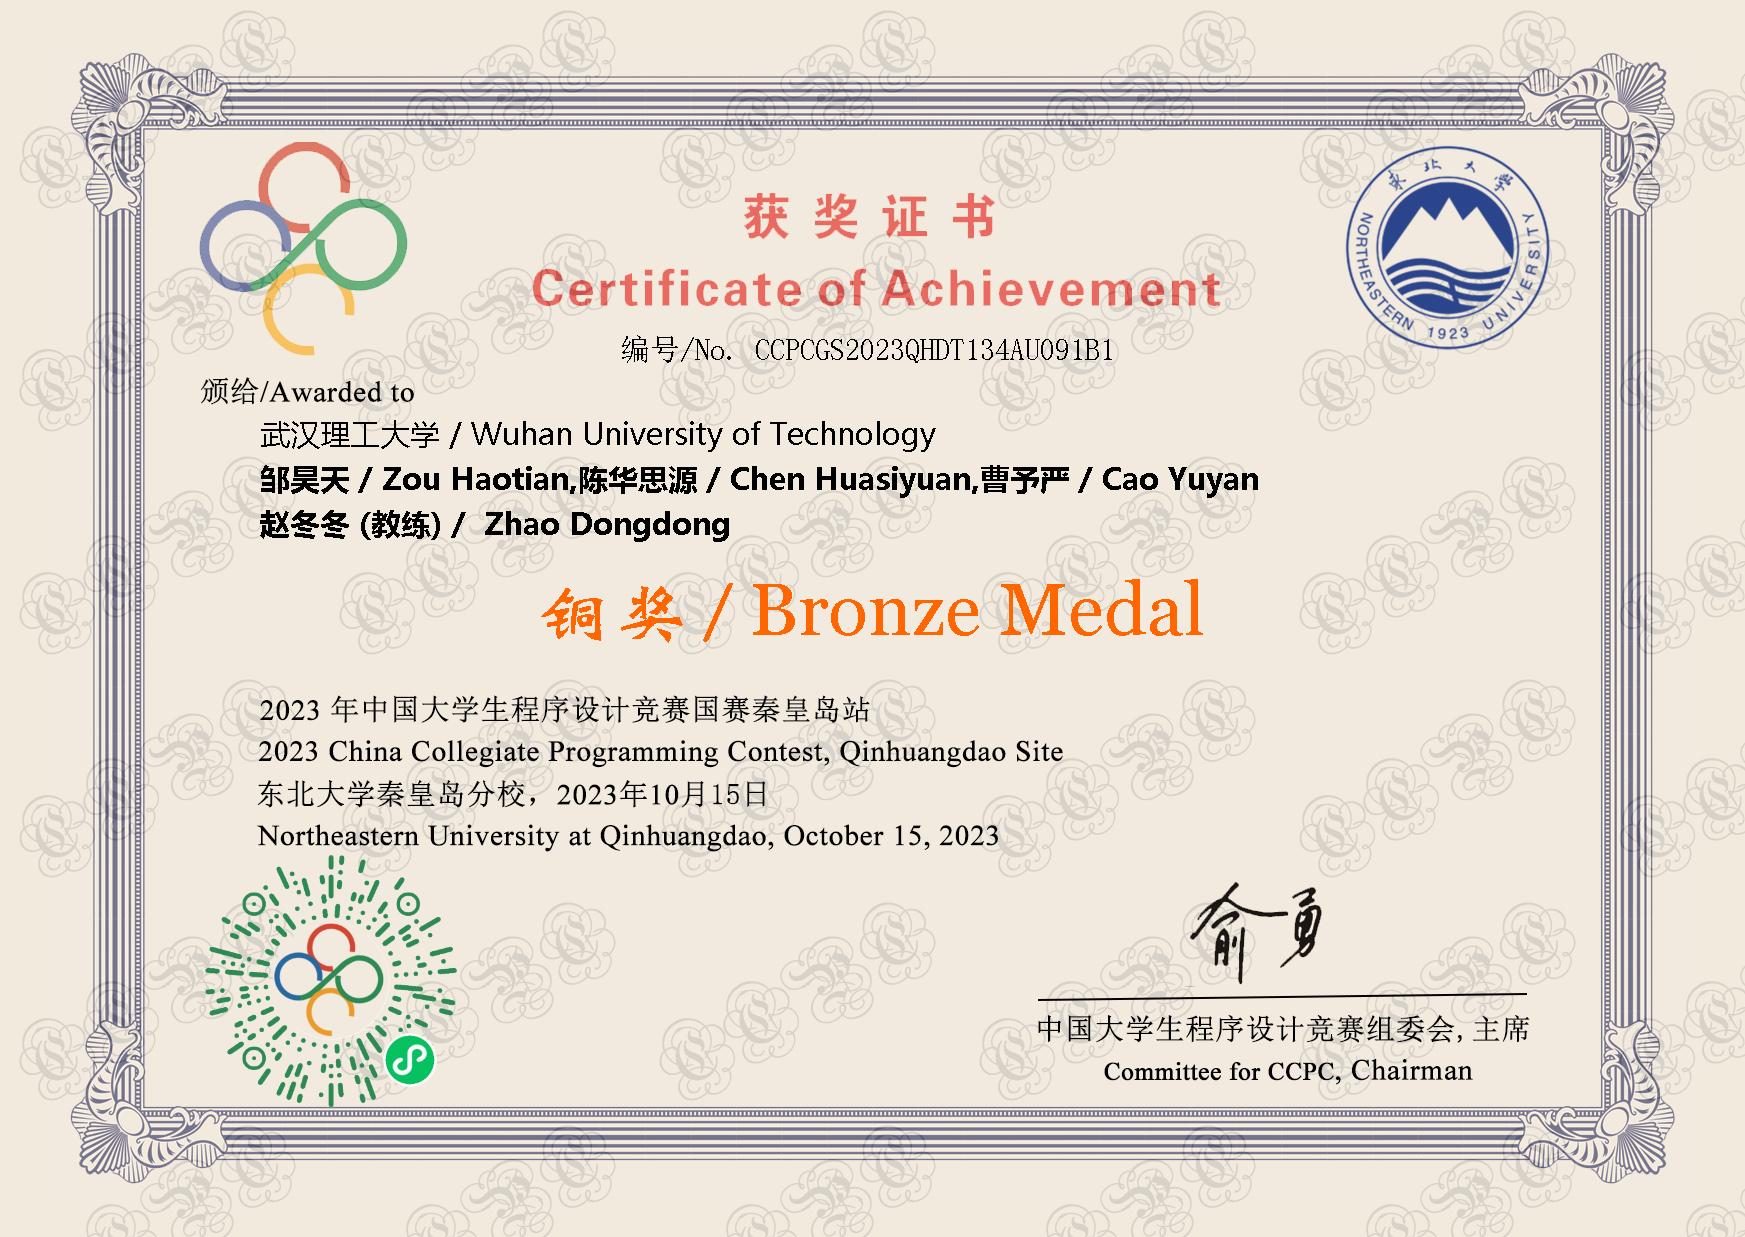 获奖证书
Certificate of Achievement
编号/No. CCPCGS2023QHDT134AU091B1
東北大学
NORTHEASTERN 1923 UNIVERSITY
颁给/Awarded to
武汉理工大学 / Wuhan University of Technology
邹昊天 / Zou Haotian,陈华思源 / Chen Huasiyuan,曹予严 / Cao Yuyan
赵冬冬 (教练) / Zhao Dongdong
铜奖 / Bronze Medal
2023 年中国大学生程序设计竞赛国赛秦皇岛站
2023 China Collegiate Programming Contest, Qinhuangdao Site
东北大学秦皇岛分校，2023年10月15日
Northeastern University at Qinhuangdao, October 15, 2023
俞勇
中国大学生程序设计竞赛组委会, 主席
Committee for CCPC, Chairman